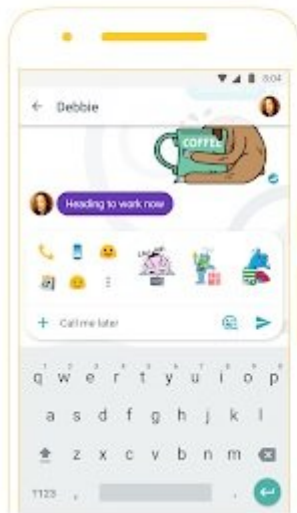 8:04
Debbie
COFFEE
Heading to work now
Call me later
q w e r t y u i o p
a s d f g h j k l
z x c v b n m
?123 , .